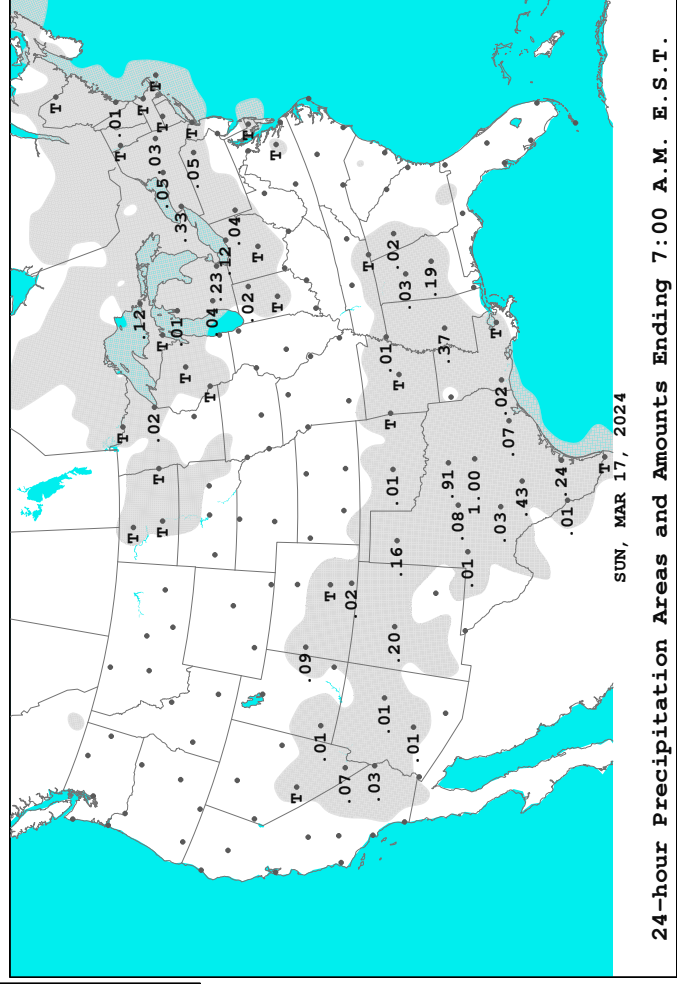 T
.01
T
T
T
.12
T
T
.03
.02
T
T
T
T
.05
.01
.33
T
T
.05
T
.04
.23
.12
.04
T
.02
T
T
T
T
.09
.01
T
.07
.02
T
.03
.01
.01
T
.02
.01
.20
.16
T
.03
.01
.19
.37
.91
.08
.01
1.00
T
.03
.02
.07
.43
.24
.01
T
SUN, MAR 17, 2024
24-hour Precipitation Areas and Amounts Ending 7:00 A.M. E.S.T.